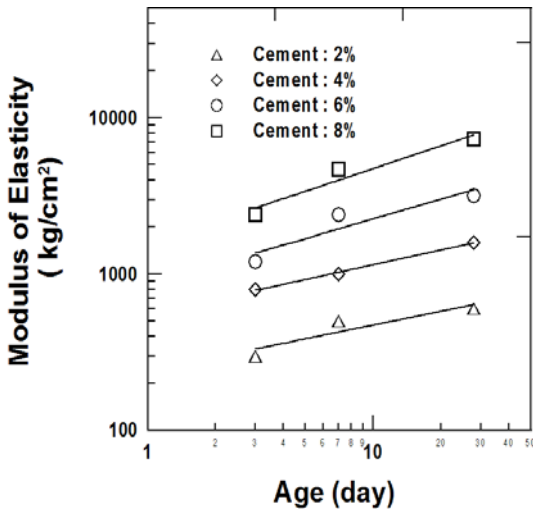 Cement : 2%
Cement : 4%
Cement : 6%
Cement : 8%
Modulus of Elasticity
( kg/cm²)
10000
1000
100
1 2 3 4 5 6 7 8 9 10 20 30 40 50
Age (day)